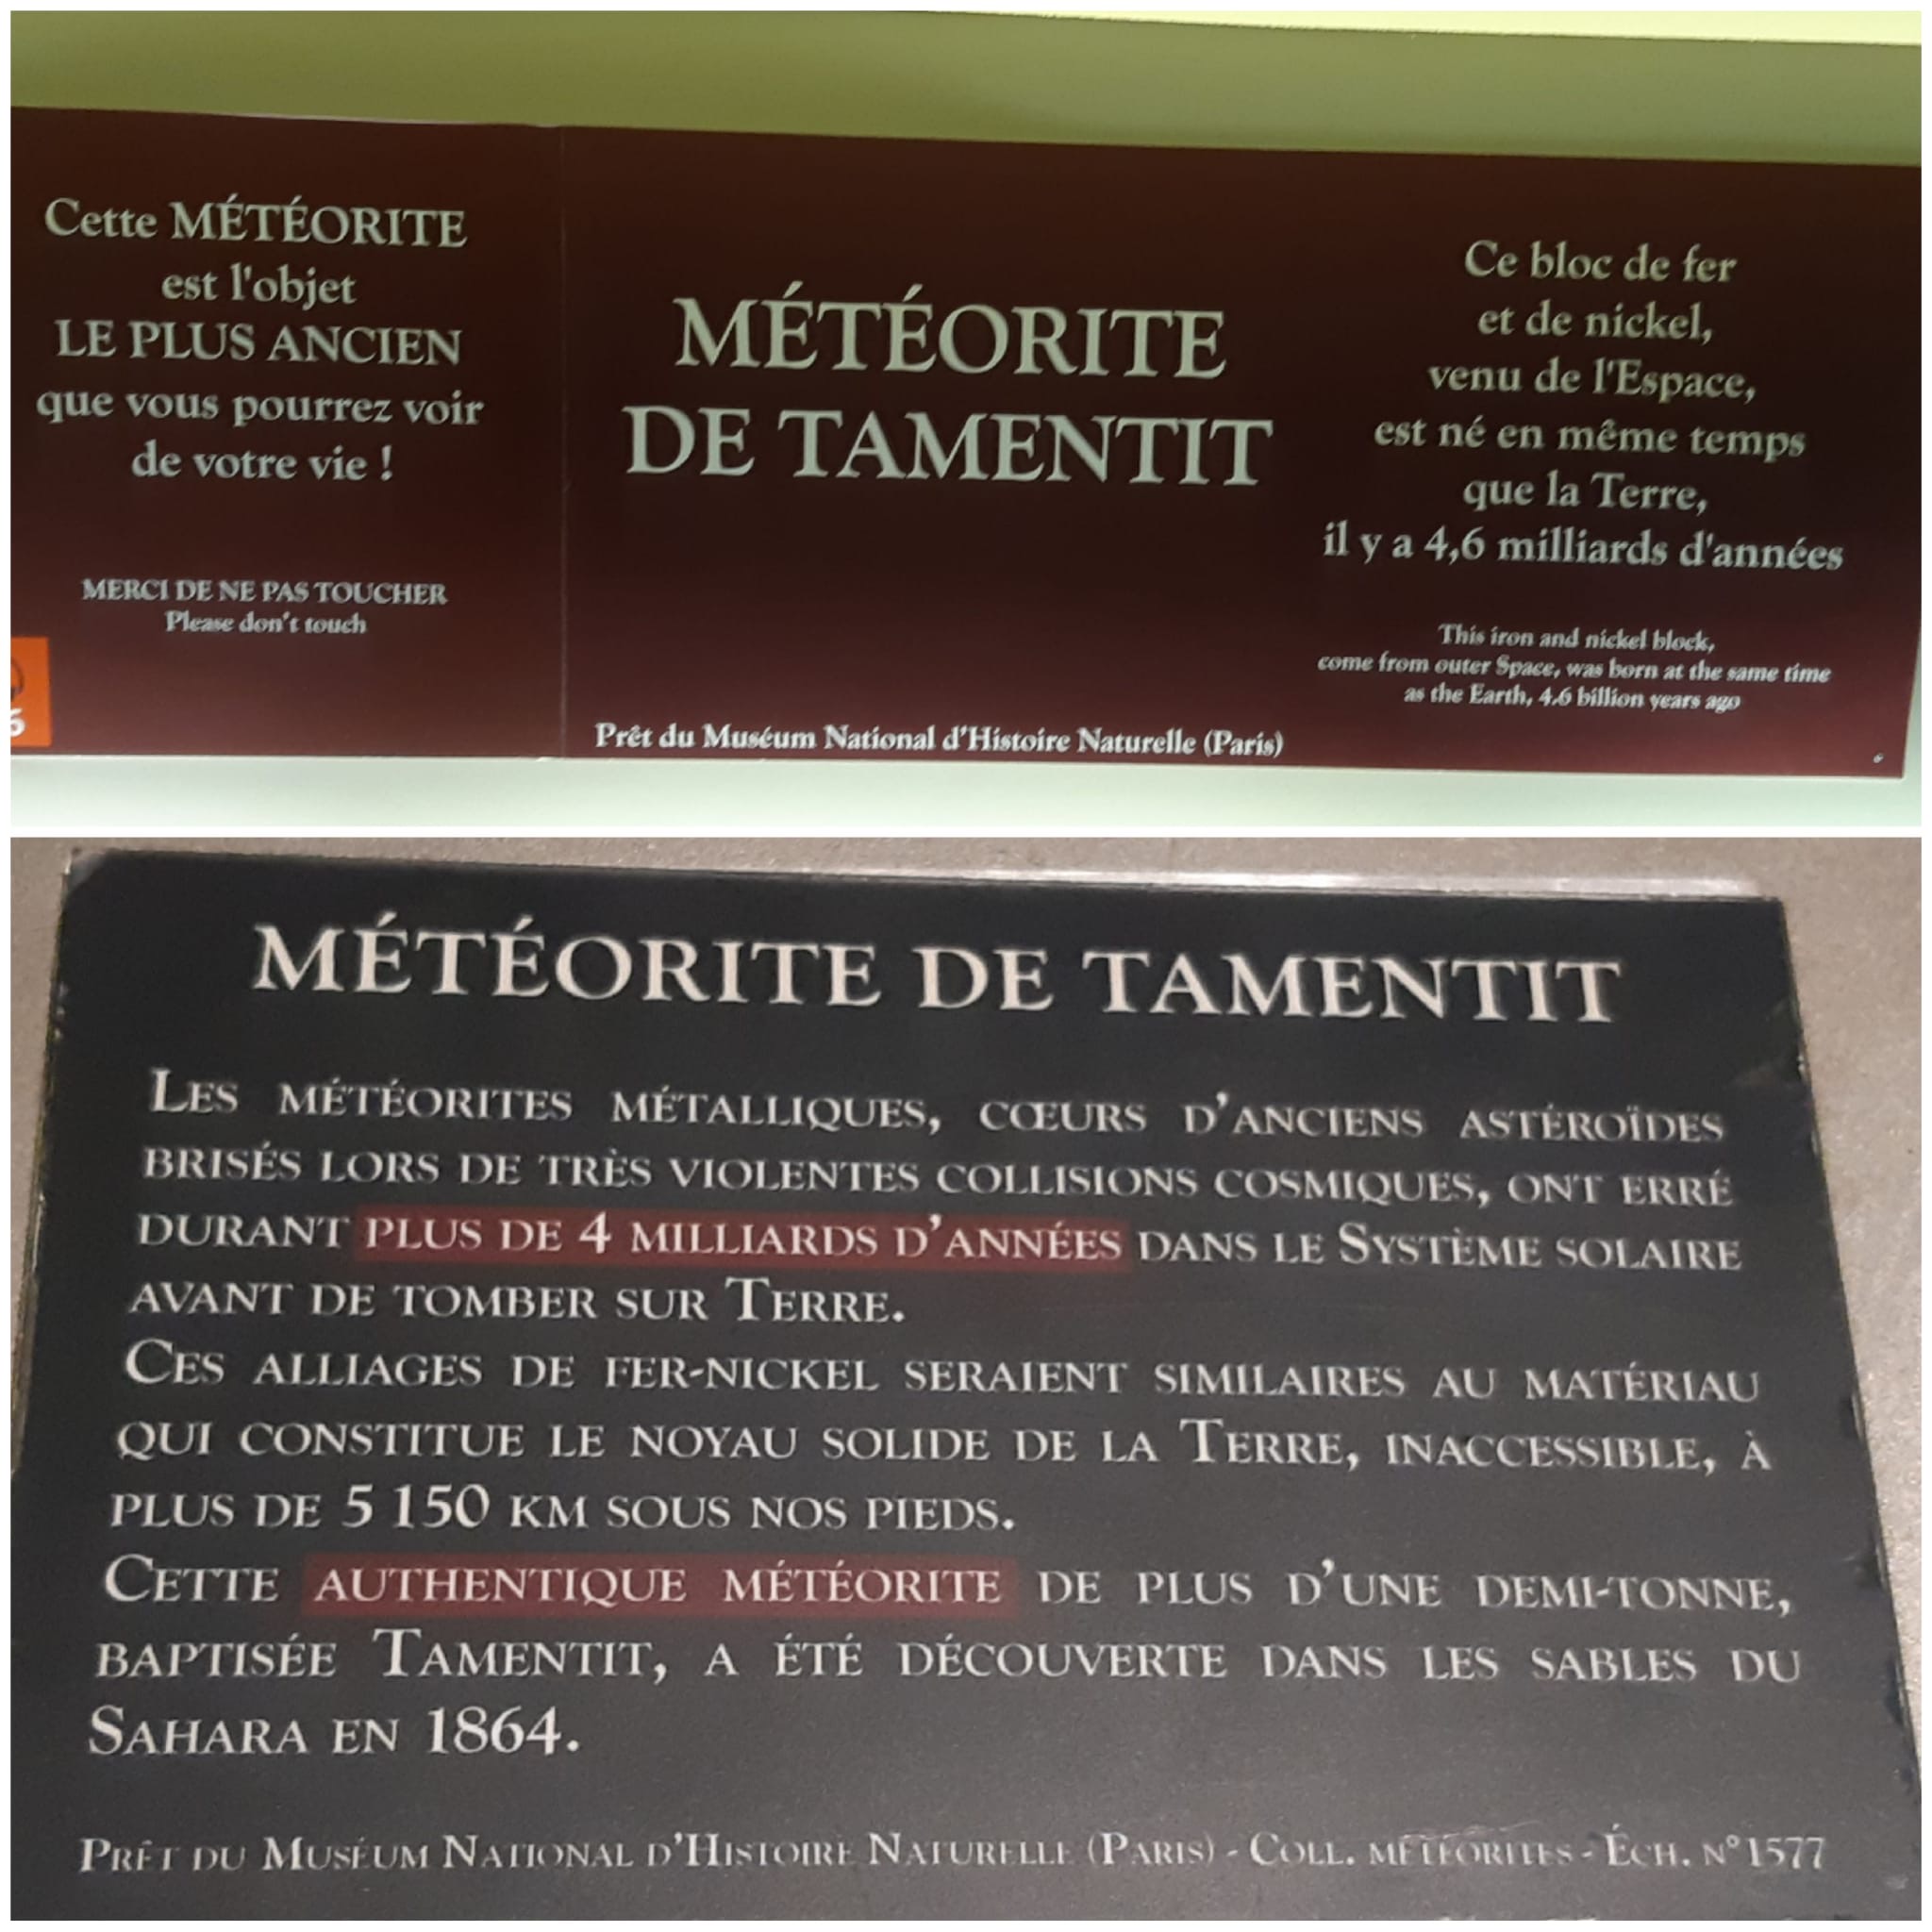 Cette MÉTÉORITE
est l'objet
LE PLUS ANCIEN
que vous pourrez voir
de votre vie !
MERCI DE NE PAS TOUCHER
Please don't touch
MÉTÉORITE
DE TAMENTIT
Prêt du Muséum National d'Histoire Naturelle (Paris)
Ce bloc de fer
et de nickel,
venu de l'Espace,
est né en même temps
que la Terre,
il y a 4,6 milliards d'années
This iron and nickel block,
come from outer Space, was born at the same time
as the Earth, 4.6 billion years ago
MÉTÉORITE DE TAMENTIT
LES MÉTÉORITES MÉTALLIQUES, CŒURS D'ANCIENS ASTÉROÏDES
BRISÉS LORS DE TRÈS VIOLENTES COLLISIONS COSMIQUES, ONT ERRÉ
DURANT PLUS DE 4 MILLIARDS D'ANNÉES DANS LE SYSTÈME SOLAIRE
AVANT DE TOMBER SUR TERRE.
CES ALLIAGES DE FER-NICKEL SERAIENT SIMILAIRES AU MATÉRIAU
QUI CONSTITUE LE NOYAU SOLIDE DE LA TERRE, INACCESSIBLE, À
PLUS DE 5 150 KM SOUS NOS PIEDS.
CETTE AUTHENTIQUE MÉTÉORITE DE PLUS D'UNE DEMI-TONNE,
BAPTISÉE TAMENTIT, A ÉTÉ DÉCOUVERTE DANS LES SABLES DU
SAHARA EN 1864.
PRÊT DU MUSÉUM NATIONAL D'HISTOIRE NATURELLE (PARIS) - COLL. MÉTÉORITES - ÉCH. N° 1577